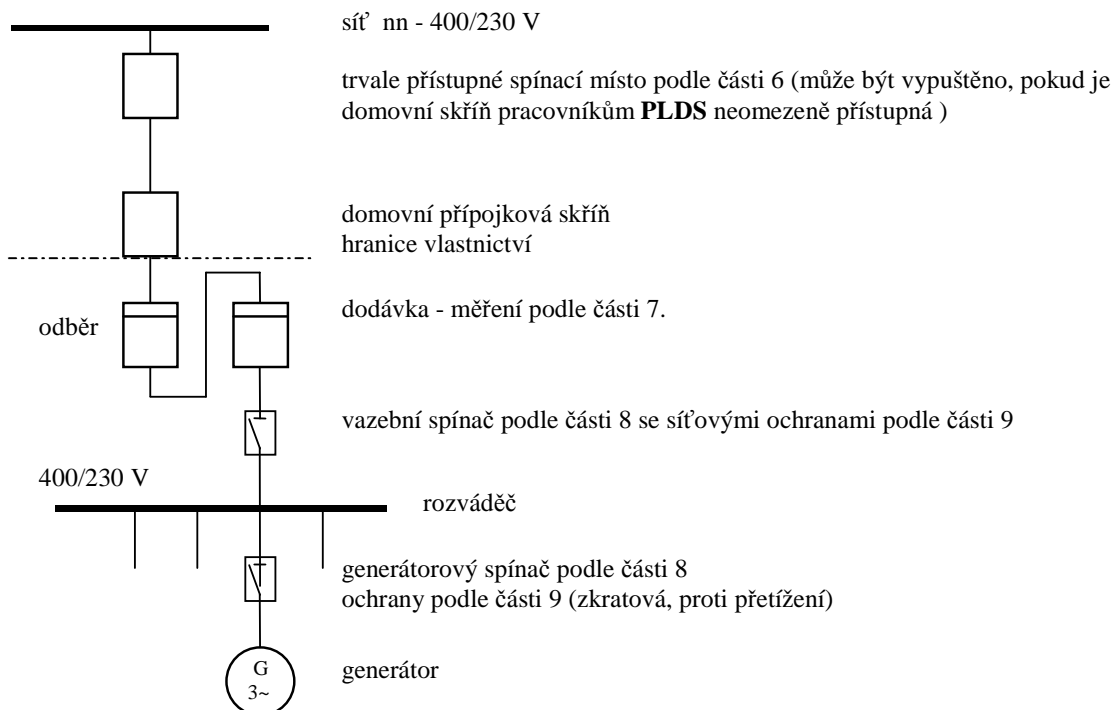 síť nn - 400/230 V
trvale přístupné spínací místo podle části 6 (může být vypuštěno, pokud je
domovní skříň pracovníkům PLDS neomezeně přístupná )
domovní přípojková skříň
hranice vlastnictví
dodávka - měření podle části 7.
odběr
vazební spínač podle části 8 se síťovými ochranami podle části 9
400/230 V
rozváděč
generátorový spínač podle části 8
ochrany podle části 9 (zkratová, proti přetížení)
G
3~
generátor